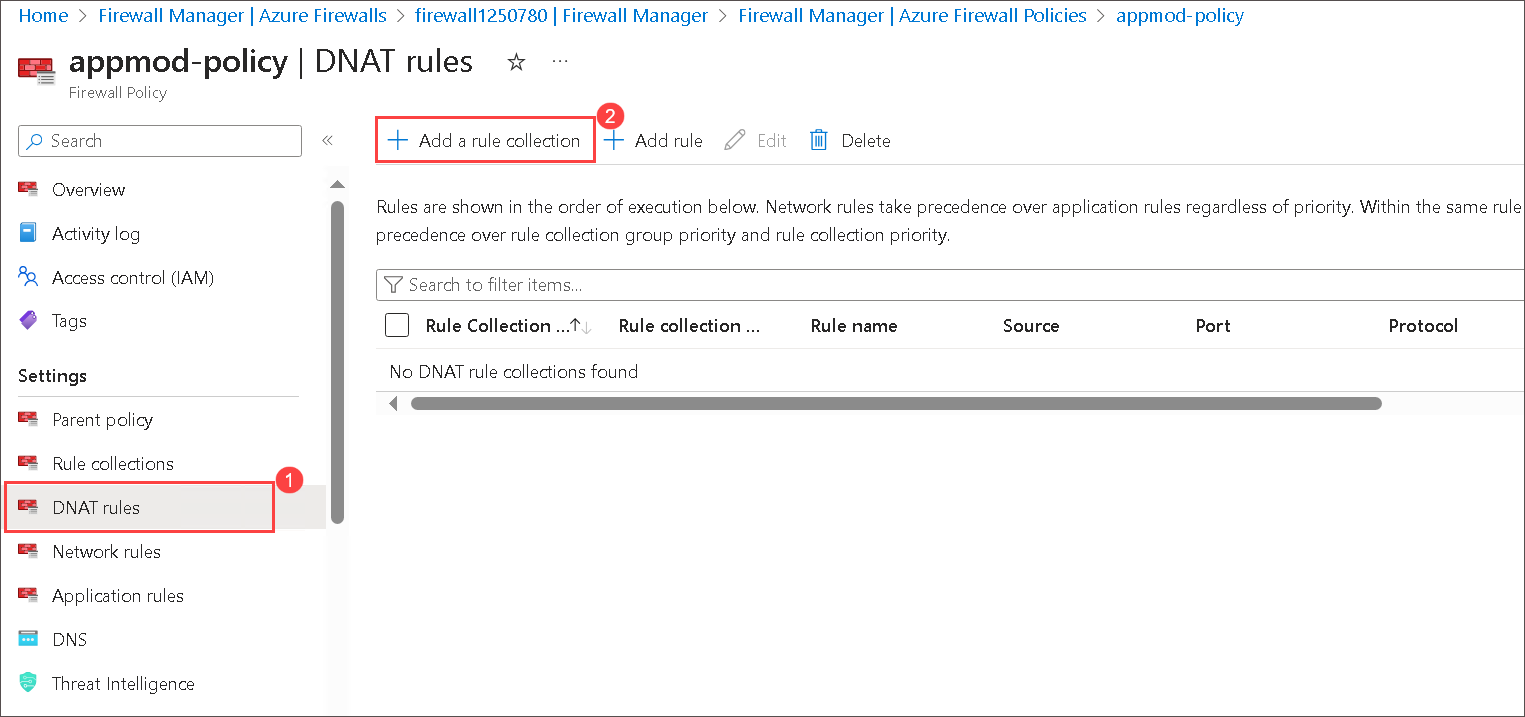 Home > Firewall Manager | Azure Firewalls > firewall1250780 | Firewall Manager > Firewall Manager | Azure Firewall Policies > appmod-policy
appmod-policy | DNAT rules ☆ ...
Firewall Policy
Search «
Overview
Activity log
Access control (IAM)
Tags
Settings
Parent policy
Rule collections
DNAT rules
1
Network rules
Application rules
DNS
Threat Intelligence
+ Add a rule collection
2
+ Add rule Edit Delete
Rules are shown in the order of execution below. Network rules take precedence over application rules regardless of priority. Within the same rule
precedence over rule collection group priority and rule collection priority.
Search to filter items...
Rule Collection ...↑↓ Rule collection ... Rule name Source Port Protocol
No DNAT rule collections found